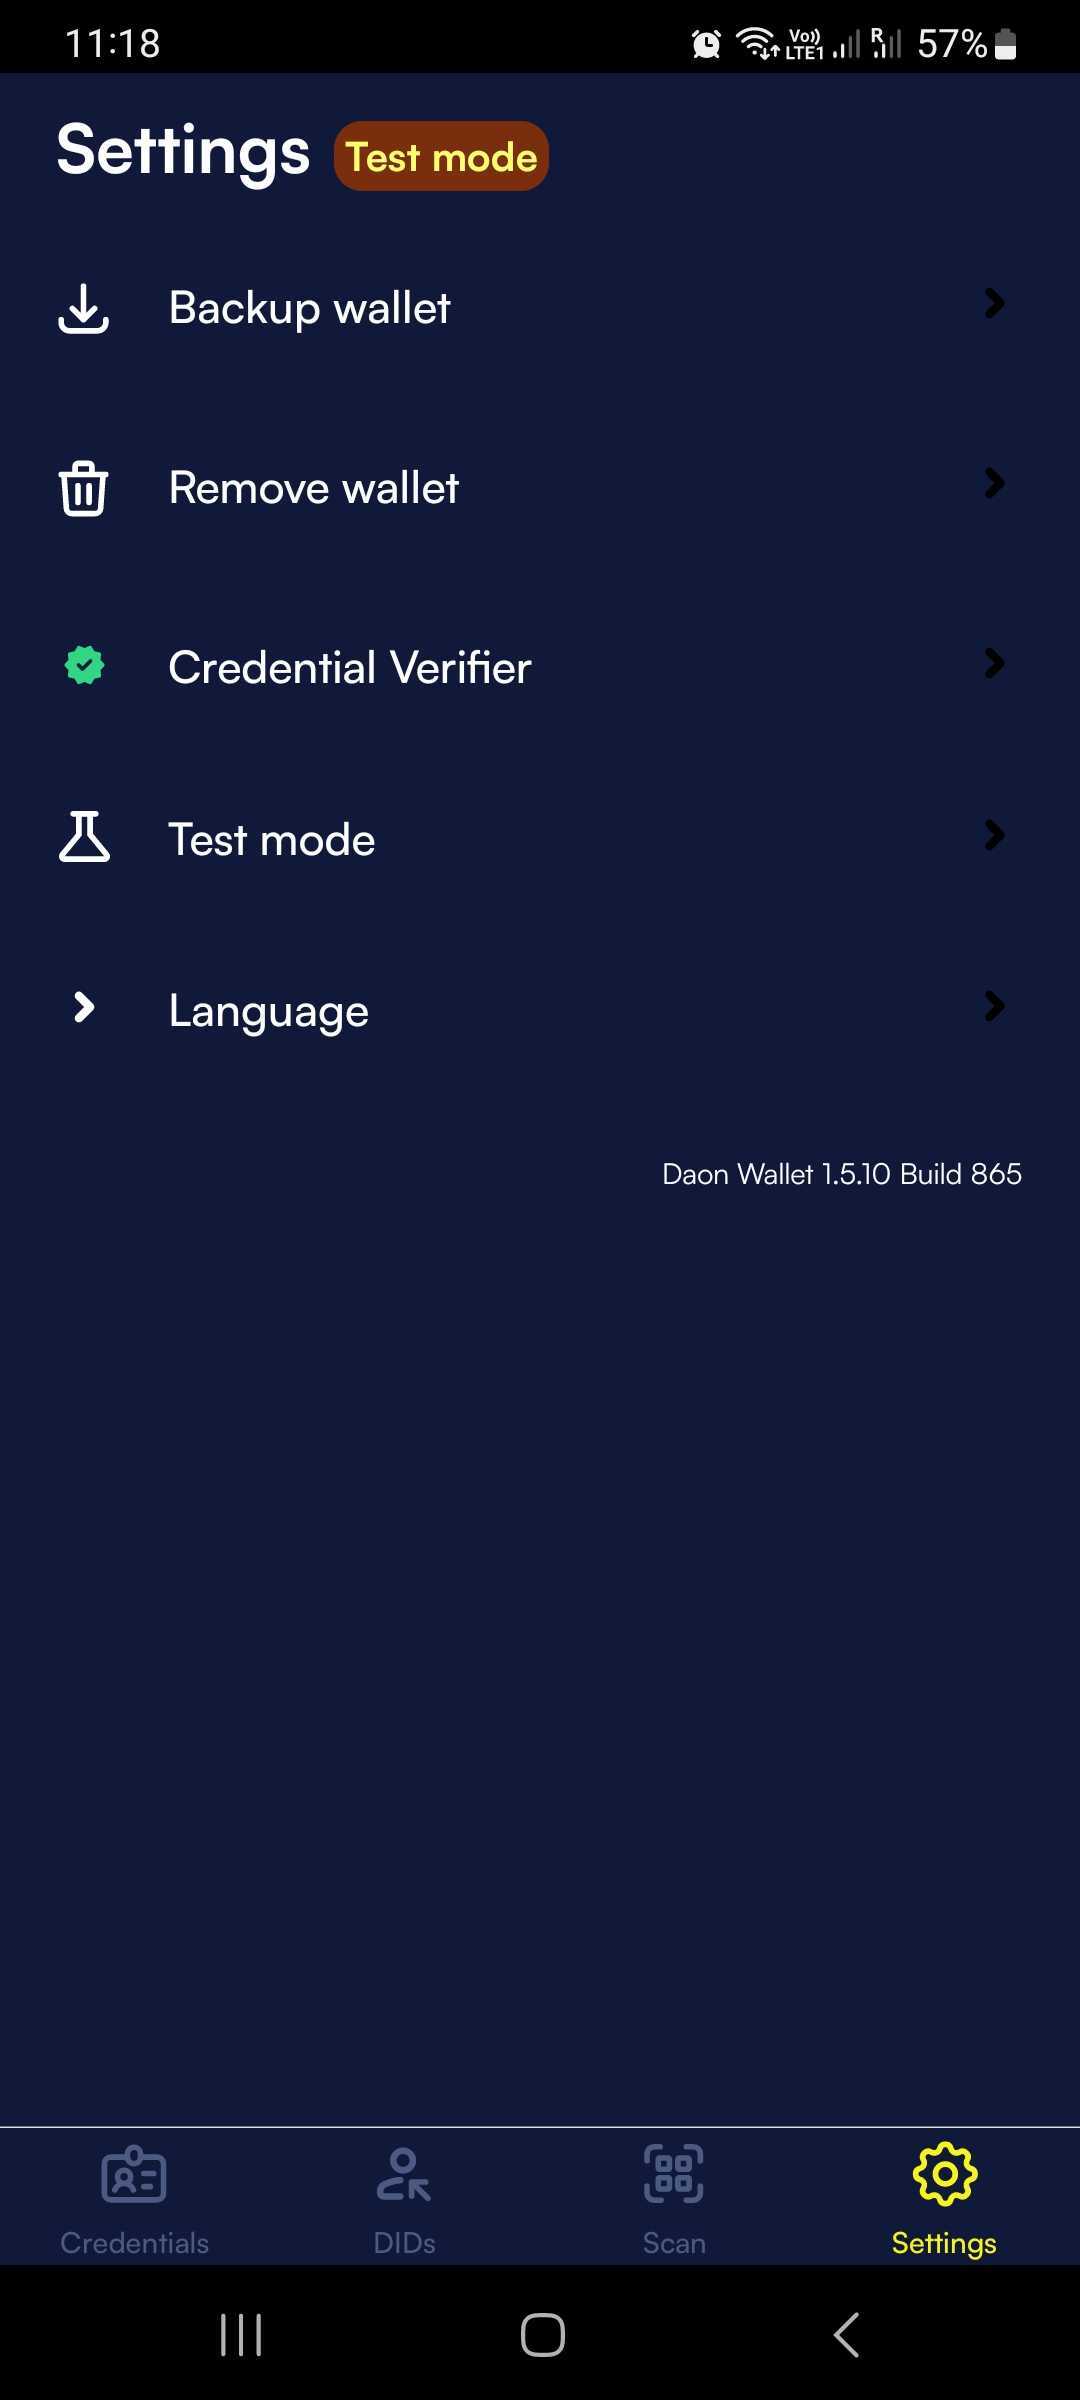 11:18
Vo)) LTE1 R 57%
Settings Test mode
Backup wallet
Remove wallet
Credential Verifier
Test mode
Language
Daon Wallet 1.5.10 Build 865
Credentials DIDs Scan Settings